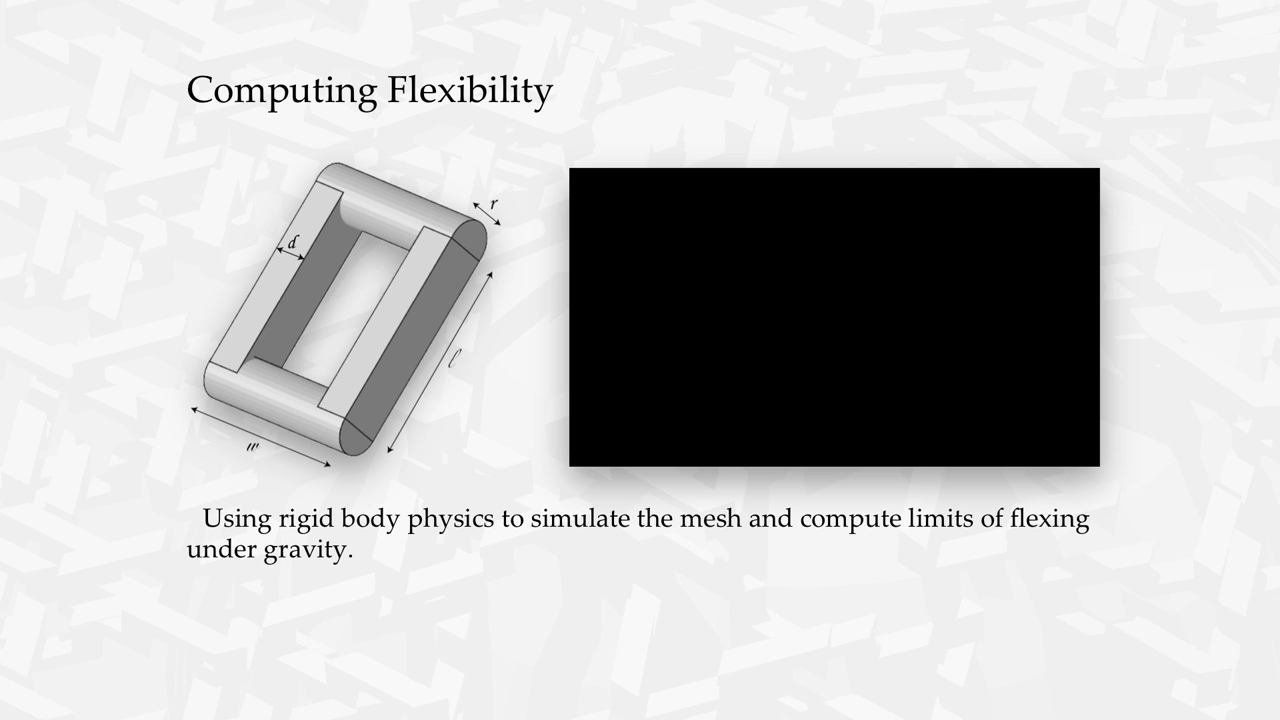 Computing Flexibility
r
d
l
w
Using rigid body physics to simulate the mesh and compute limits of flexing
under gravity.